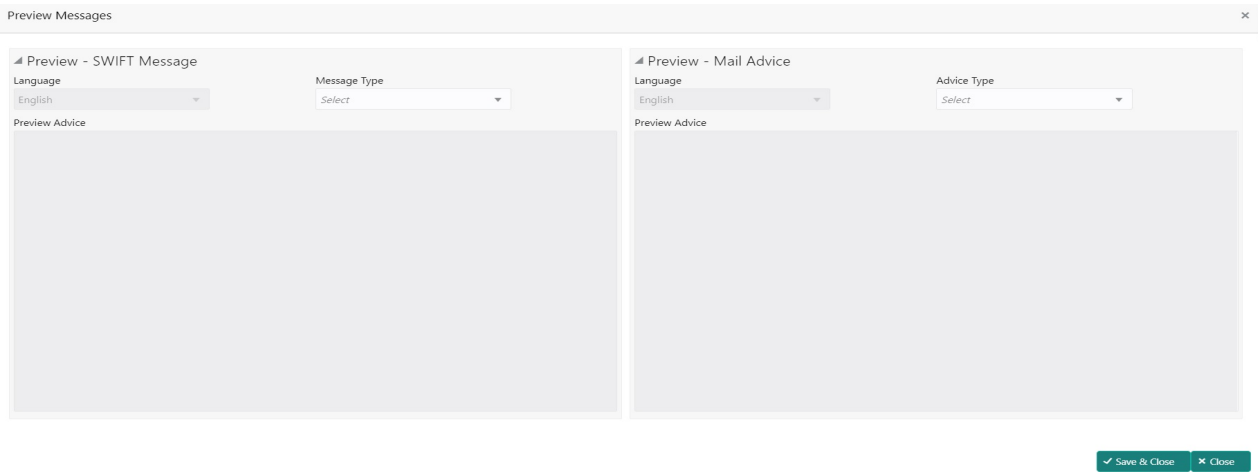 Preview Messages
Preview - SWIFT Message
Language
Message Type
English
Select
Preview Advice
Preview - Mail Advice
Language
Advice Type
English
Select
Preview Advice
Save & Close
Close